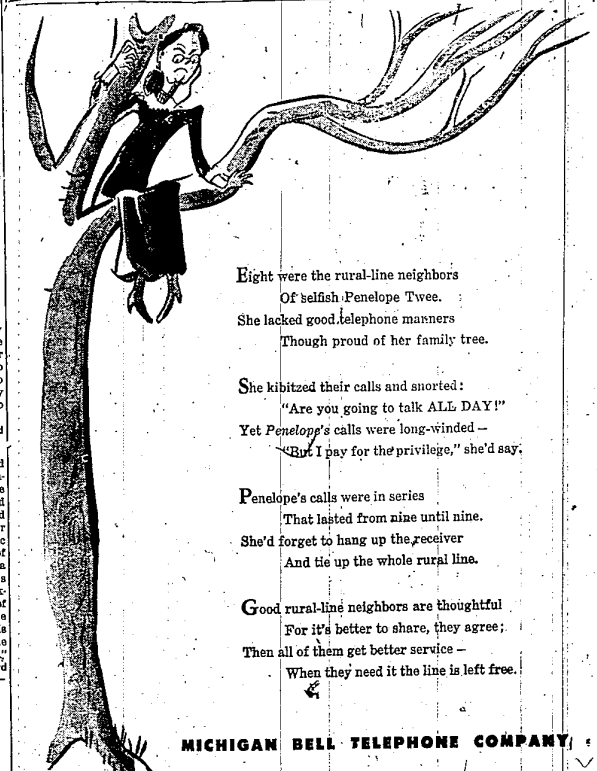 Eight were the rural-line neighbors
Of selfish Penelope Twee.
She lacked good telephone manners
Though proud of her family tree.
She kibitzed their calls and snorted:
"Are you going to talk ALL DAY!"
Yet Penelope's calls were long-winded —
"But I pay for the privilege," she'd say.
Penelope's calls were in series
That lasted from nine until nine.
She'd forget to hang up the receiver
And tie up the whole rural line.
Good rural-line neighbors are thoughtful
For it's better to share, they agree;
Then all of them get better service —
When they need it the line is left free.
MICHIGAN BELL TELEPHONE COMPANY